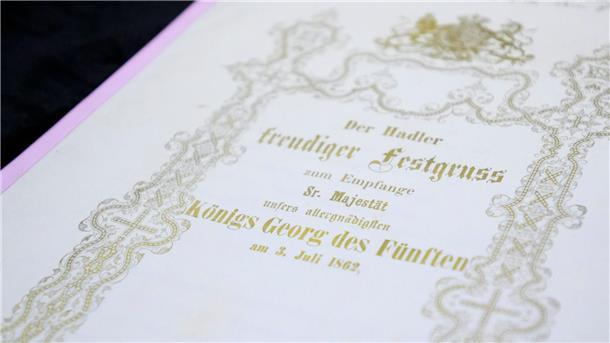 Der Hadler
freudiger Festgruss
zum Empfange
Sr. Majestät
unsers allergnädigſten
Königs Georg des Fünften
am 3. Juli 1862.